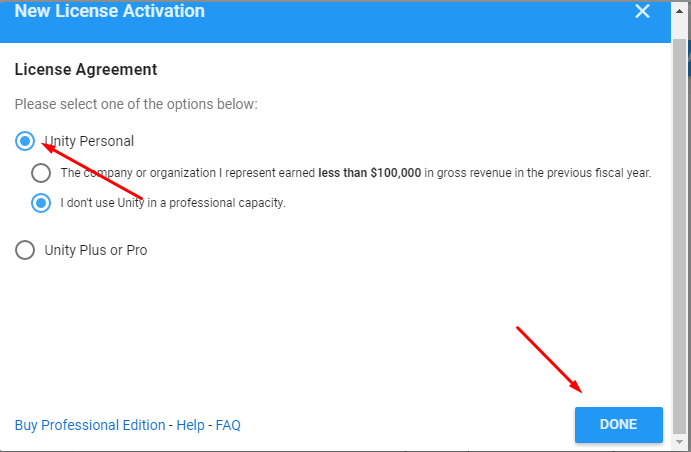 New License Activation
License Agreement
Please select one of the options below:
Unity Personal
The company or organization I represent earned less than $100,000 in gross revenue in the previous fiscal year.
I don't use Unity in a professional capacity.
Unity Plus or Pro
Buy Professional Edition - Help - FAQ
DONE